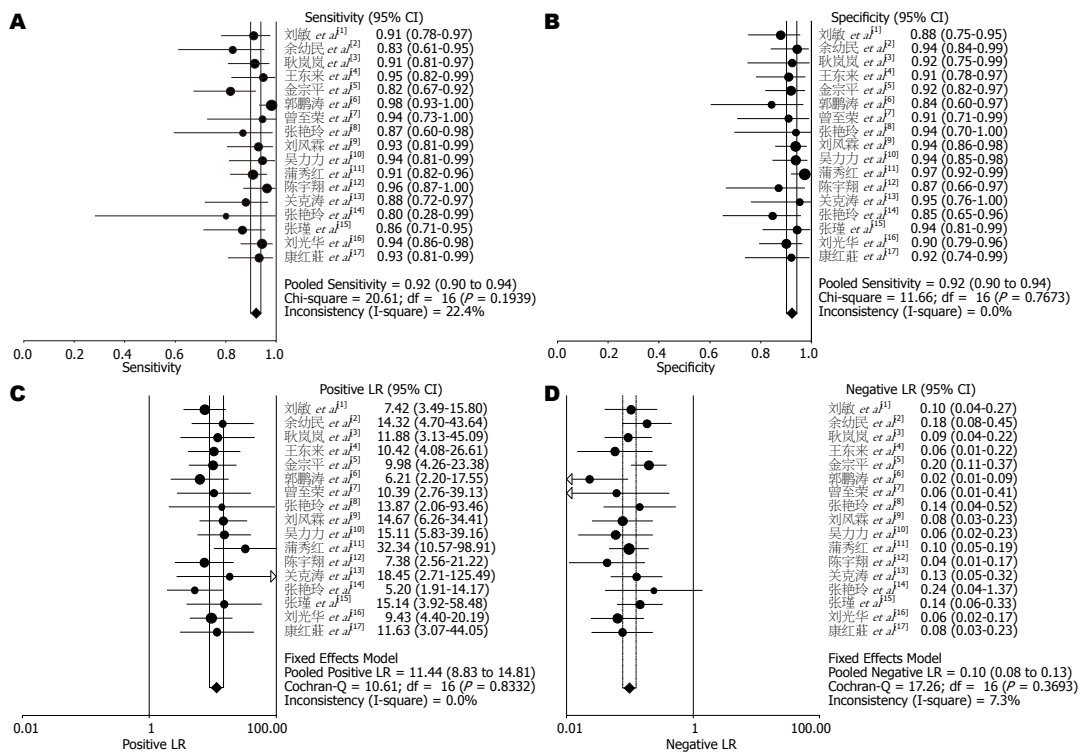 A
Sensitivity (95% CI)
刘敏 et al[1] 0.91 (0.78-0.97)
余幼民 et al[2] 0.83 (0.61-0.95)
耿岚岚 et al[3] 0.91 (0.81-0.97)
王东来 et al[4] 0.95 (0.82-0.99)
金宗平 et al[5] 0.82 (0.67-0.92)
郭鹏涛 et al[6] 0.98 (0.93-1.00)
曾至荣 et al[7] 0.94 (0.73-1.00)
张艳玲 et al[8] 0.87 (0.60-0.98)
刘风霖 et al[9] 0.93 (0.81-0.99)
吴力力 et al[10] 0.94 (0.81-0.99)
蒲秀红 et al[11] 0.91 (0.82-0.96)
陈宇翔 et al[12] 0.96 (0.87-1.00)
关克涛 et al[13] 0.88 (0.72-0.97)
张艳玲 et al[14] 0.80 (0.28-0.99)
张瑾 et al[15] 0.86 (0.71-0.95)
刘光华 et al[16] 0.94 (0.86-0.98)
康红莊 et al[17] 0.93 (0.81-0.99)
Pooled Sensitivity = 0.92 (0.90 to 0.94)
Chi-square = 20.61; df = 16 (P = 0.1939)
Inconsistency (I-square) = 22.4%
0.0 0.2 0.4 0.6 0.8 1.0
Sensitivity
B
Specificity (95% CI)
刘敏 et al[1] 0.88 (0.75-0.95)
余幼民 et al[2] 0.94 (0.84-0.99)
耿岚岚 et al[3] 0.92 (0.75-0.99)
王东来 et al[4] 0.91 (0.78-0.97)
金宗平 et al[5] 0.92 (0.82-0.97)
郭鹏涛 et al[6] 0.84 (0.60-0.97)
曾至荣 et al[7] 0.91 (0.71-0.99)
张艳玲 et al[8] 0.94 (0.70-1.00)
刘风霖 et al[9] 0.94 (0.86-0.98)
吴力力 et al[10] 0.94 (0.85-0.98)
蒲秀红 et al[11] 0.97 (0.92-0.99)
陈宇翔 et al[12] 0.87 (0.66-0.97)
关克涛 et al[13] 0.95 (0.76-1.00)
张艳玲 et al[14] 0.85 (0.65-0.96)
张瑾 et al[15] 0.94 (0.81-0.99)
刘光华 et al[16] 0.90 (0.79-0.96)
康红莊 et al[17] 0.92 (0.74-0.99)
Pooled Sensitivity = 0.92 (0.90 to 0.94)
Chi-square = 11.66; df = 16 (P = 0.7673)
Inconsistency (I-square) = 0.0%
0.0 0.2 0.4 0.6 0.8 1.0
Specificity
C
Positive LR (95% CI)
刘敏 et al[1] 7.42 (3.49-15.80)
余幼民 et al[2] 14.32 (4.70-43.64)
耿岚岚 et al[3] 11.88 (3.13-45.09)
王东来 et al[4] 10.42 (4.08-26.61)
金宗平 et al[5] 9.98 (4.26-23.38)
郭鹏涛 et al[6] 6.21 (2.20-17.55)
曾至荣 et al[7] 10.39 (2.76-39.13)
张艳玲 et al[8] 13.87 (2.06-93.46)
刘风霖 et al[9] 14.67 (6.26-34.41)
吴力力 et al[10] 15.11 (5.83-39.16)
蒲秀红 et al[11] 32.34 (10.57-98.91)
陈宇翔 et al[12] 7.38 (2.56-21.22)
关克涛 et al[13] 18.45 (2.71-125.49)
张艳玲 et al[14] 5.20 (1.91-14.17)
张瑾 et al[15] 15.14 (3.92-58.48)
刘光华 et al[16] 9.43 (4.40-20.19)
康红莊 et al[17] 11.63 (3.07-44.05)
Fixed Effects Model
Pooled Positive LR = 11.44 (8.83 to 14.81)
Cochran-Q = 10.61; df = 16 (P = 0.8332)
Inconsistency (I-square) = 0.0%
0.01 1 100.00
Positive LR
D
Negative LR (95% CI)
刘敏 et al[1] 0.10 (0.04-0.27)
余幼民 et al[2] 0.18 (0.08-0.45)
耿岚岚 et al[3] 0.09 (0.04-0.22)
王东来 et al[4] 0.06 (0.01-0.22)
金宗平 et al[5] 0.20 (0.11-0.37)
郭鹏涛 et al[6] 0.02 (0.01-0.09)
曾至荣 et al[7] 0.06 (0.01-0.41)
张艳玲 et al[8] 0.14 (0.04-0.52)
刘风霖 et al[9] 0.08 (0.03-0.23)
吴力力 et al[10] 0.06 (0.02-0.23)
蒲秀红 et al[11] 0.10 (0.05-0.19)
陈宇翔 et al[12] 0.04 (0.01-0.17)
关克涛 et al[13] 0.13 (0.05-0.32)
张艳玲 et al[14] 0.24 (0.04-1.37)
张瑾 et al[15] 0.14 (0.06-0.33)
刘光华 et al[16] 0.06 (0.02-0.17)
康红莊 et al[17] 0.08 (0.03-0.23)
Fixed Effects Model
Pooled Negative LR = 0.10 (0.08 to 0.13)
Cochran-Q = 17.26; df = 16 (P = 0.3693)
Inconsistency (I-square) = 7.3%
0.01 1 100.00
Negative LR